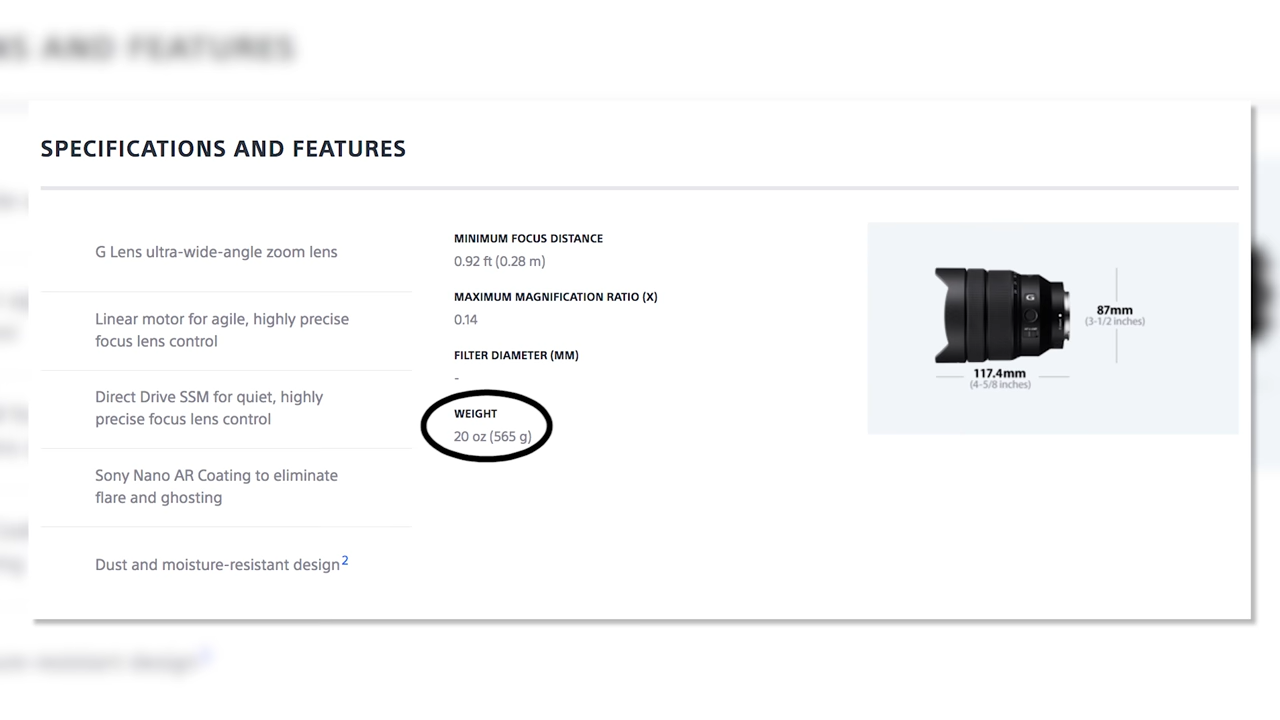 NS AND FEATURES
SPECIFICATIONS AND FEATURES
G Lens ultra-wide-angle zoom lens
Linear motor for agile, highly precise
focus lens control
Direct Drive SSM for quiet, highly
precise focus lens control
Sony Nano AR Coating to eliminate
flare and ghosting
Dust and moisture-resistant design2
MINIMUM FOCUS DISTANCE
0.92 ft (0.28 m)
MAXIMUM MAGNIFICATION RATIO (X)
0.14
FILTER DIAMETER (MM)
-
WEIGHT
20 oz (565 g)
G
87mm
(3-1/2 inches)
117.4mm
(4-5/8 inches)